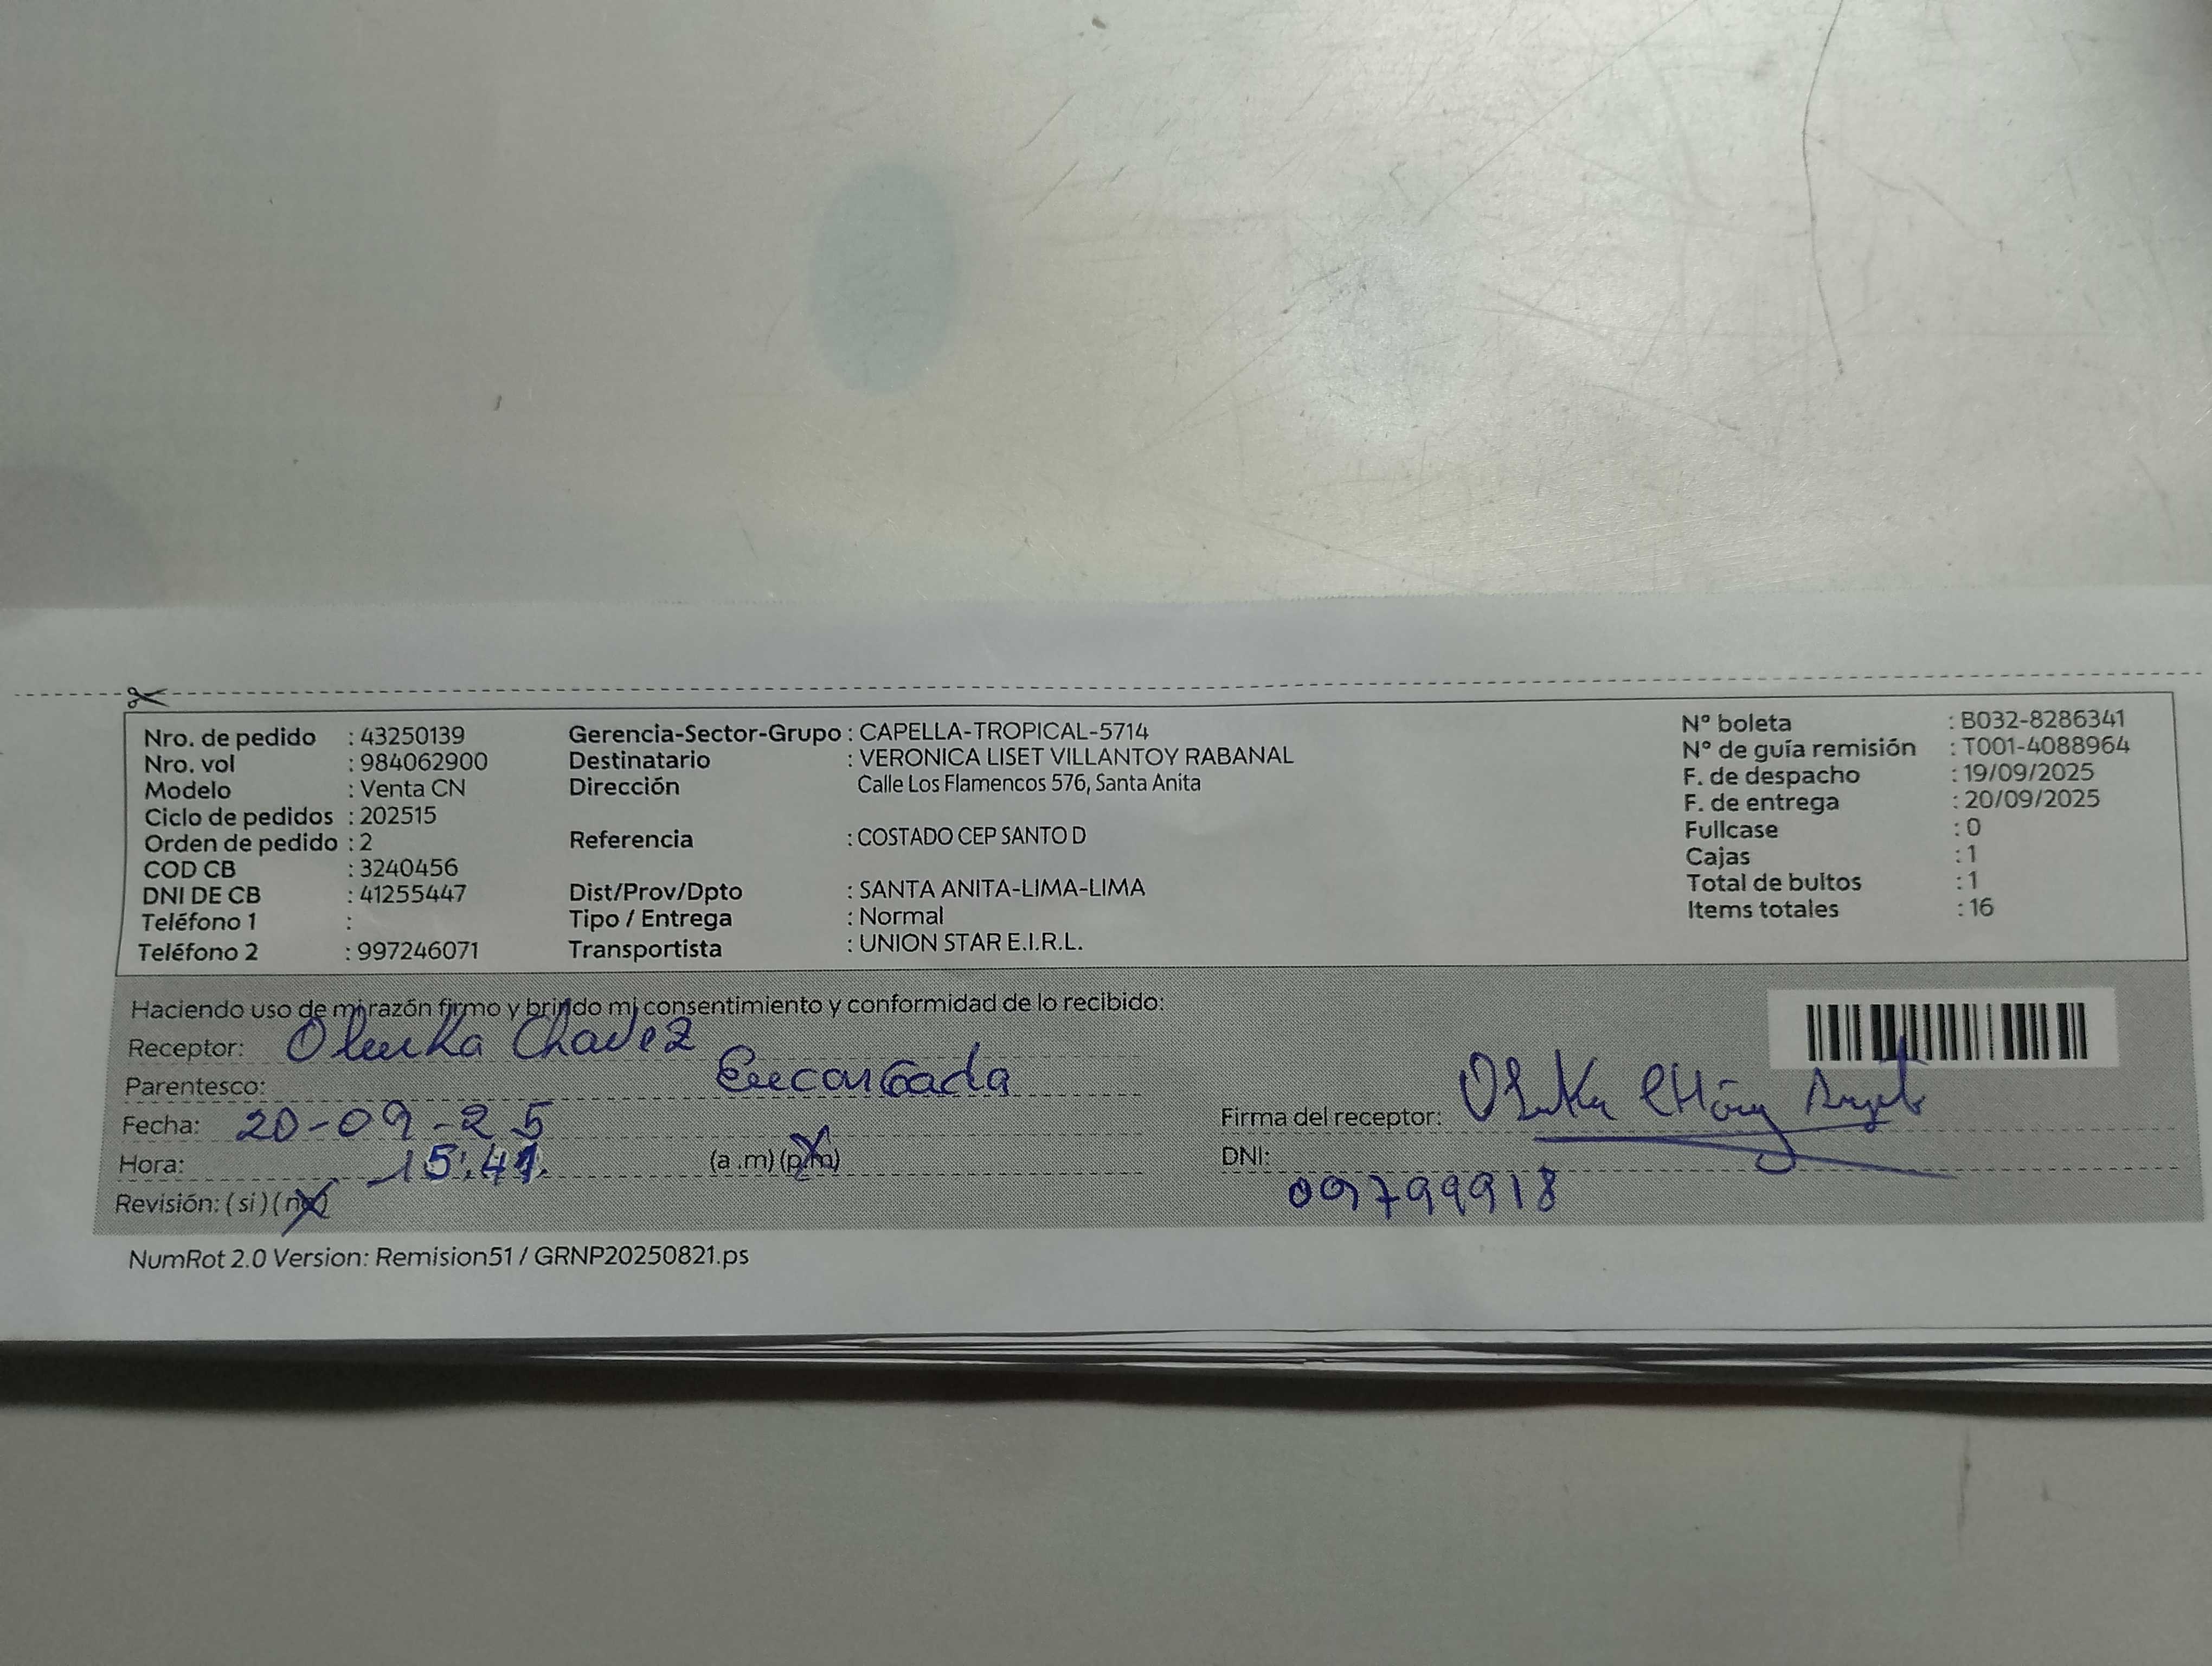 Nro. de pedido : 43250139 Gerencia-Sector-Grupo : CAPELLA-TROPICAL-5714 N° boleta : B032-8286341
Nro. vol : 984062900 Destinatario : VERONICA LISET VILLANTOY RABANAL N° de guía remisión : T001-4088964
Modelo : Venta CN Dirección Calle Los Flamencos 576, Santa Anita F. de despacho : 19/09/2025
Ciclo de pedidos : 202515 F. de entrega : 20/09/2025
Orden de pedido : 2 Referencia : COSTADO CEP SANTO D Fullcase : 0
COD CB : 3240456 Cajas : 1
DNI DE CB : 41255447 Dist/Prov/Dpto : SANTA ANITA-LIMA-LIMA Total de bultos : 1
Teléfono 1 : Tipo / Entrega : Normal Items totales : 16
Teléfono 2 : 997246071 Transportista : UNION STAR E.I.R.L.
Haciendo uso de mi razón firmo y brindo mi consentimiento y conformidad de lo recibido:
Receptor: Olenka Chavez
Parentesco: Encargada
Fecha: 20-09-25 Firma del receptor: Olenka
Hora: 15:41. (a .m) (p.m) DNI:
Revisión: (si) (no)
NumRot 2.0 Version: Remision51 / GRNP20250821.ps